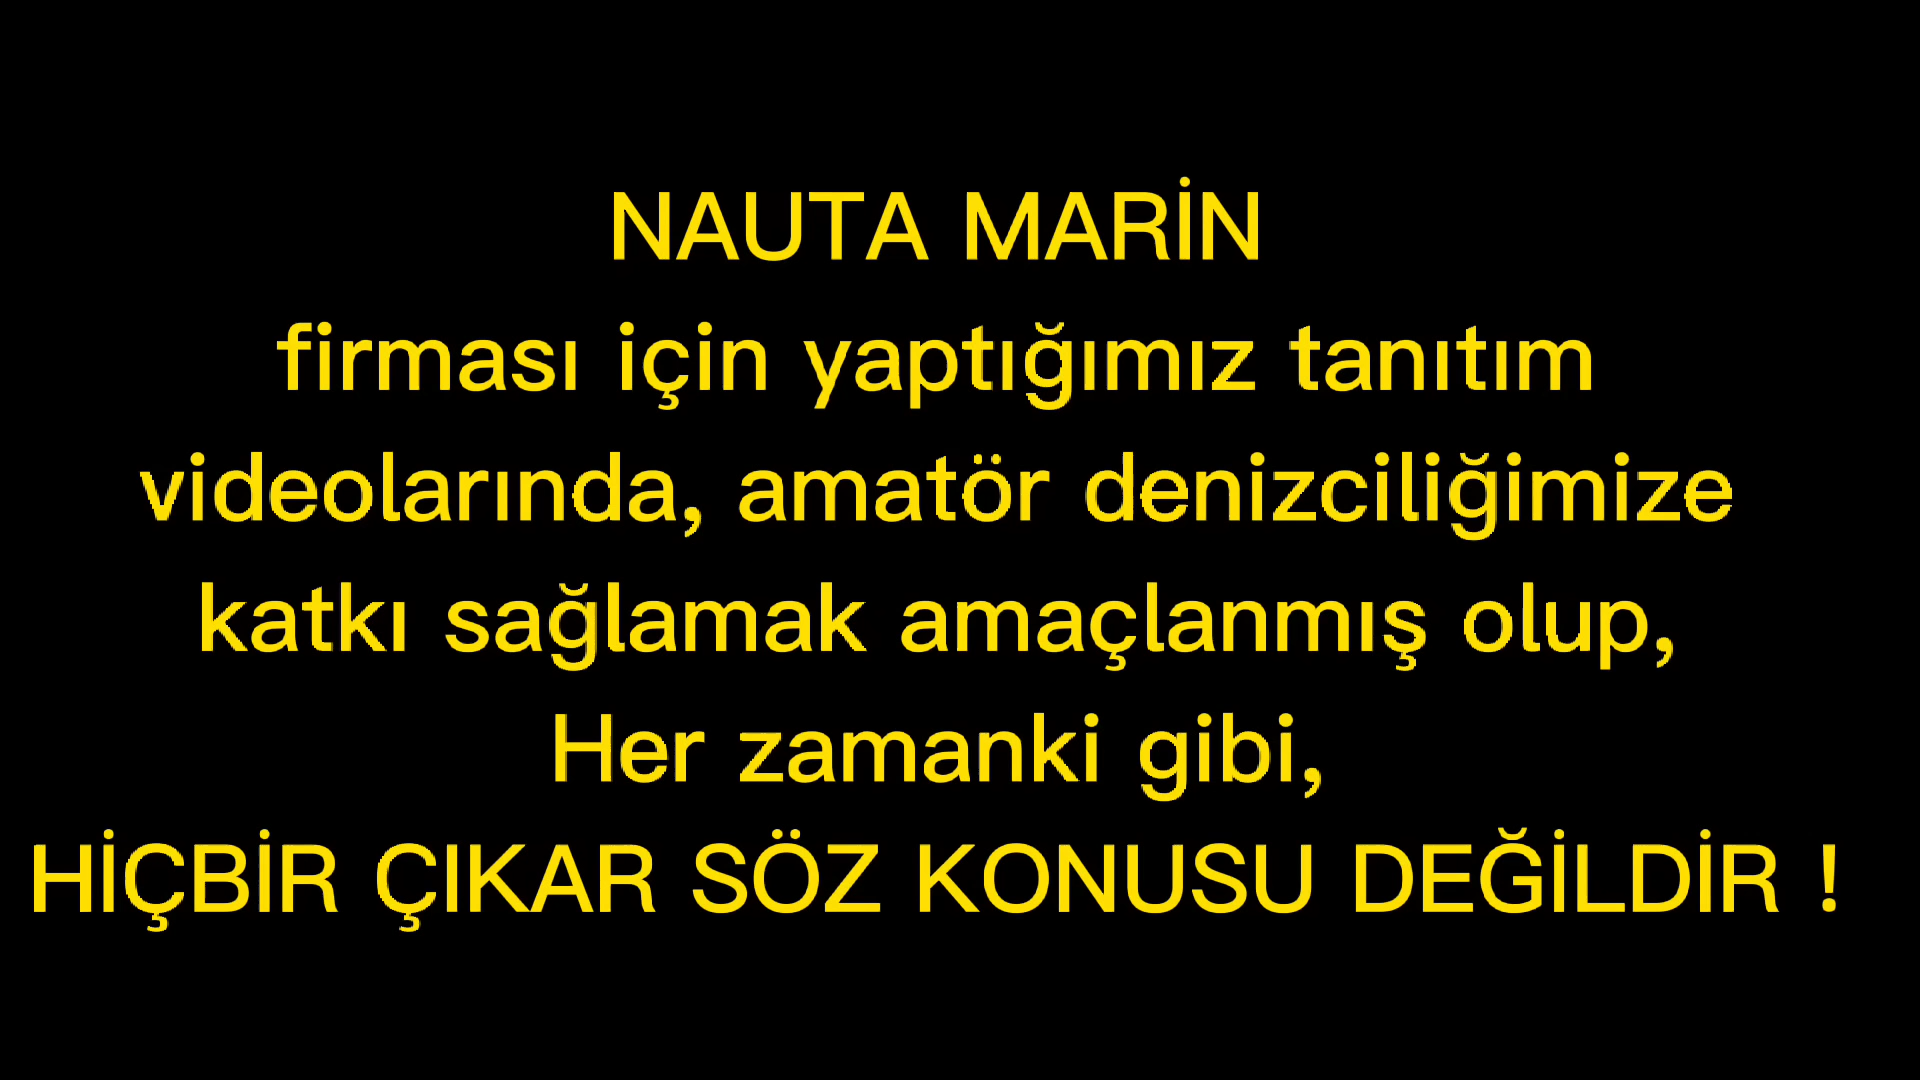 NAUTA MARİN
firması için yaptığımız tanıtım
videolarında, amatör denizciliğimize
katkı sağlamak amaçlanmış olup,
Her zamanki gibi,
HİÇBİR ÇIKAR SÖZ KONUSU DEĞİLDİR !